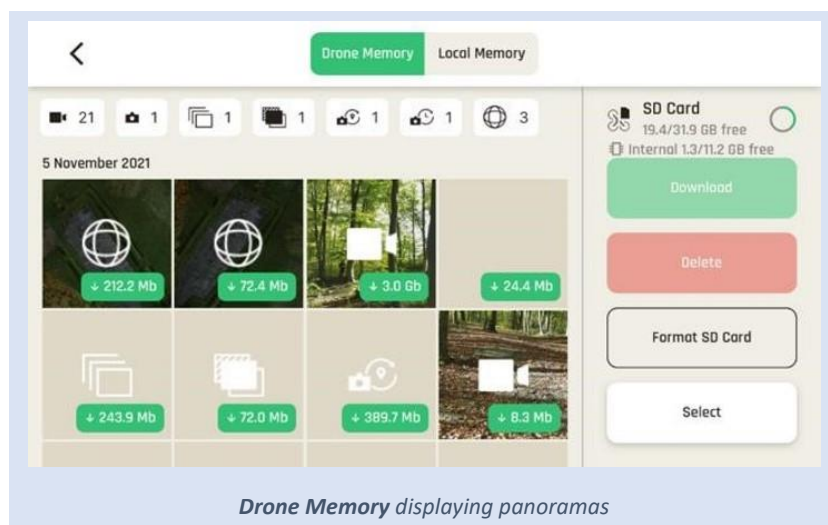 Drone Memory Local Memory
21 1 1 1 1 1 3
5 November 2021
↓ 212.2 Mb ↓ 72.4 Mb ↓ 3.0 Gb ↓ 24.4 Mb
↓ 243.9 Mb ↓ 72.0 Mb ↓ 389.7 Mb ↓ 8.3 Mb
SD Card
19.4/31.9 GB free
Internal 1.3/11.2 GB free
Download
Delete
Format SD Card
Select
Drone Memory displaying panoramas